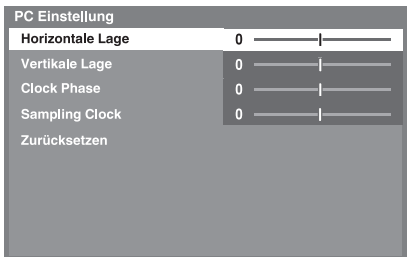 PC Einstellung
Horizontale Lage 0
Vertikale Lage 0
Clock Phase 0
Sampling Clock 0
Zurücksetzen